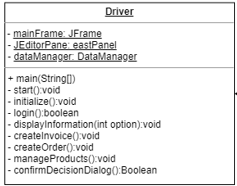 Driver
- mainFrame: JFrame
- JEditorPane: eastPanel
- dataManager: DataManager
+ main(String[])
- start():void
- initialize():void
- login():boolean
- displayInformation(int option):void
- createInvoice():void
- createOrder():void
- manageProducts():void
- confirmDecisionDialog():Boolean